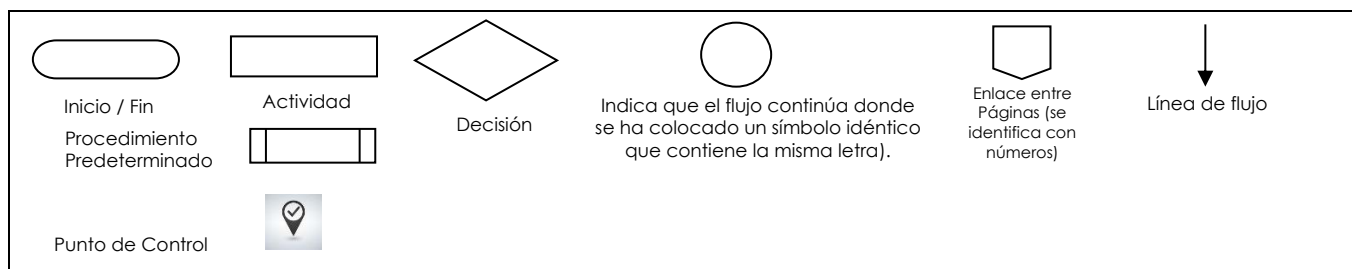 Inicio / Fin
Actividad
Decisión
Indica que el flujo continúa donde
se ha colocado un símbolo idéntico
que contiene la misma letra).
Enlace entre
Páginas (se
identifica con
números)
Línea de flujo
Procedimiento
Predeterminado
Punto de Control